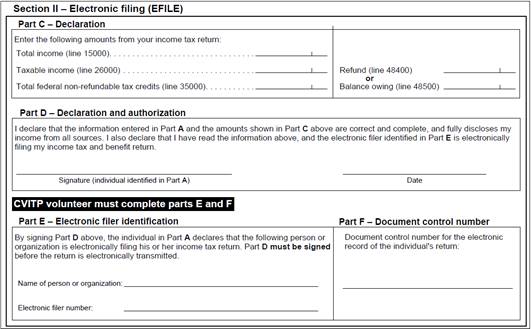 Section II – Electronic filing (EFILE)
Part C – Declaration
Enter the following amounts from your income tax return:
Total income (line 15000)
Taxable income (line 26000)
Total federal non-refundable tax credits (line 35000)
Refund (line 48400)
or
Balance owing (line 48500)
Part D – Declaration and authorization
I declare that the information entered in Part A and the amounts shown in Part C above are correct and complete, and fully discloses my
income from all sources. I also declare that I have read the information above, and the electronic filer identified in Part E is electronically
filing my income tax and benefit return.
Signature (individual identified in Part A)
Date
CVITP volunteer must complete parts E and F
Part E – Electronic filer identification
By signing Part D above, the individual in Part A declares that the following person or
organization is electronically filing his or her income tax return. Part D must be signed
before the return is electronically transmitted.
Name of person or organization:
Electronic filer number:
Part F – Document control number
Document control number for the electronic
record of the individual's return: